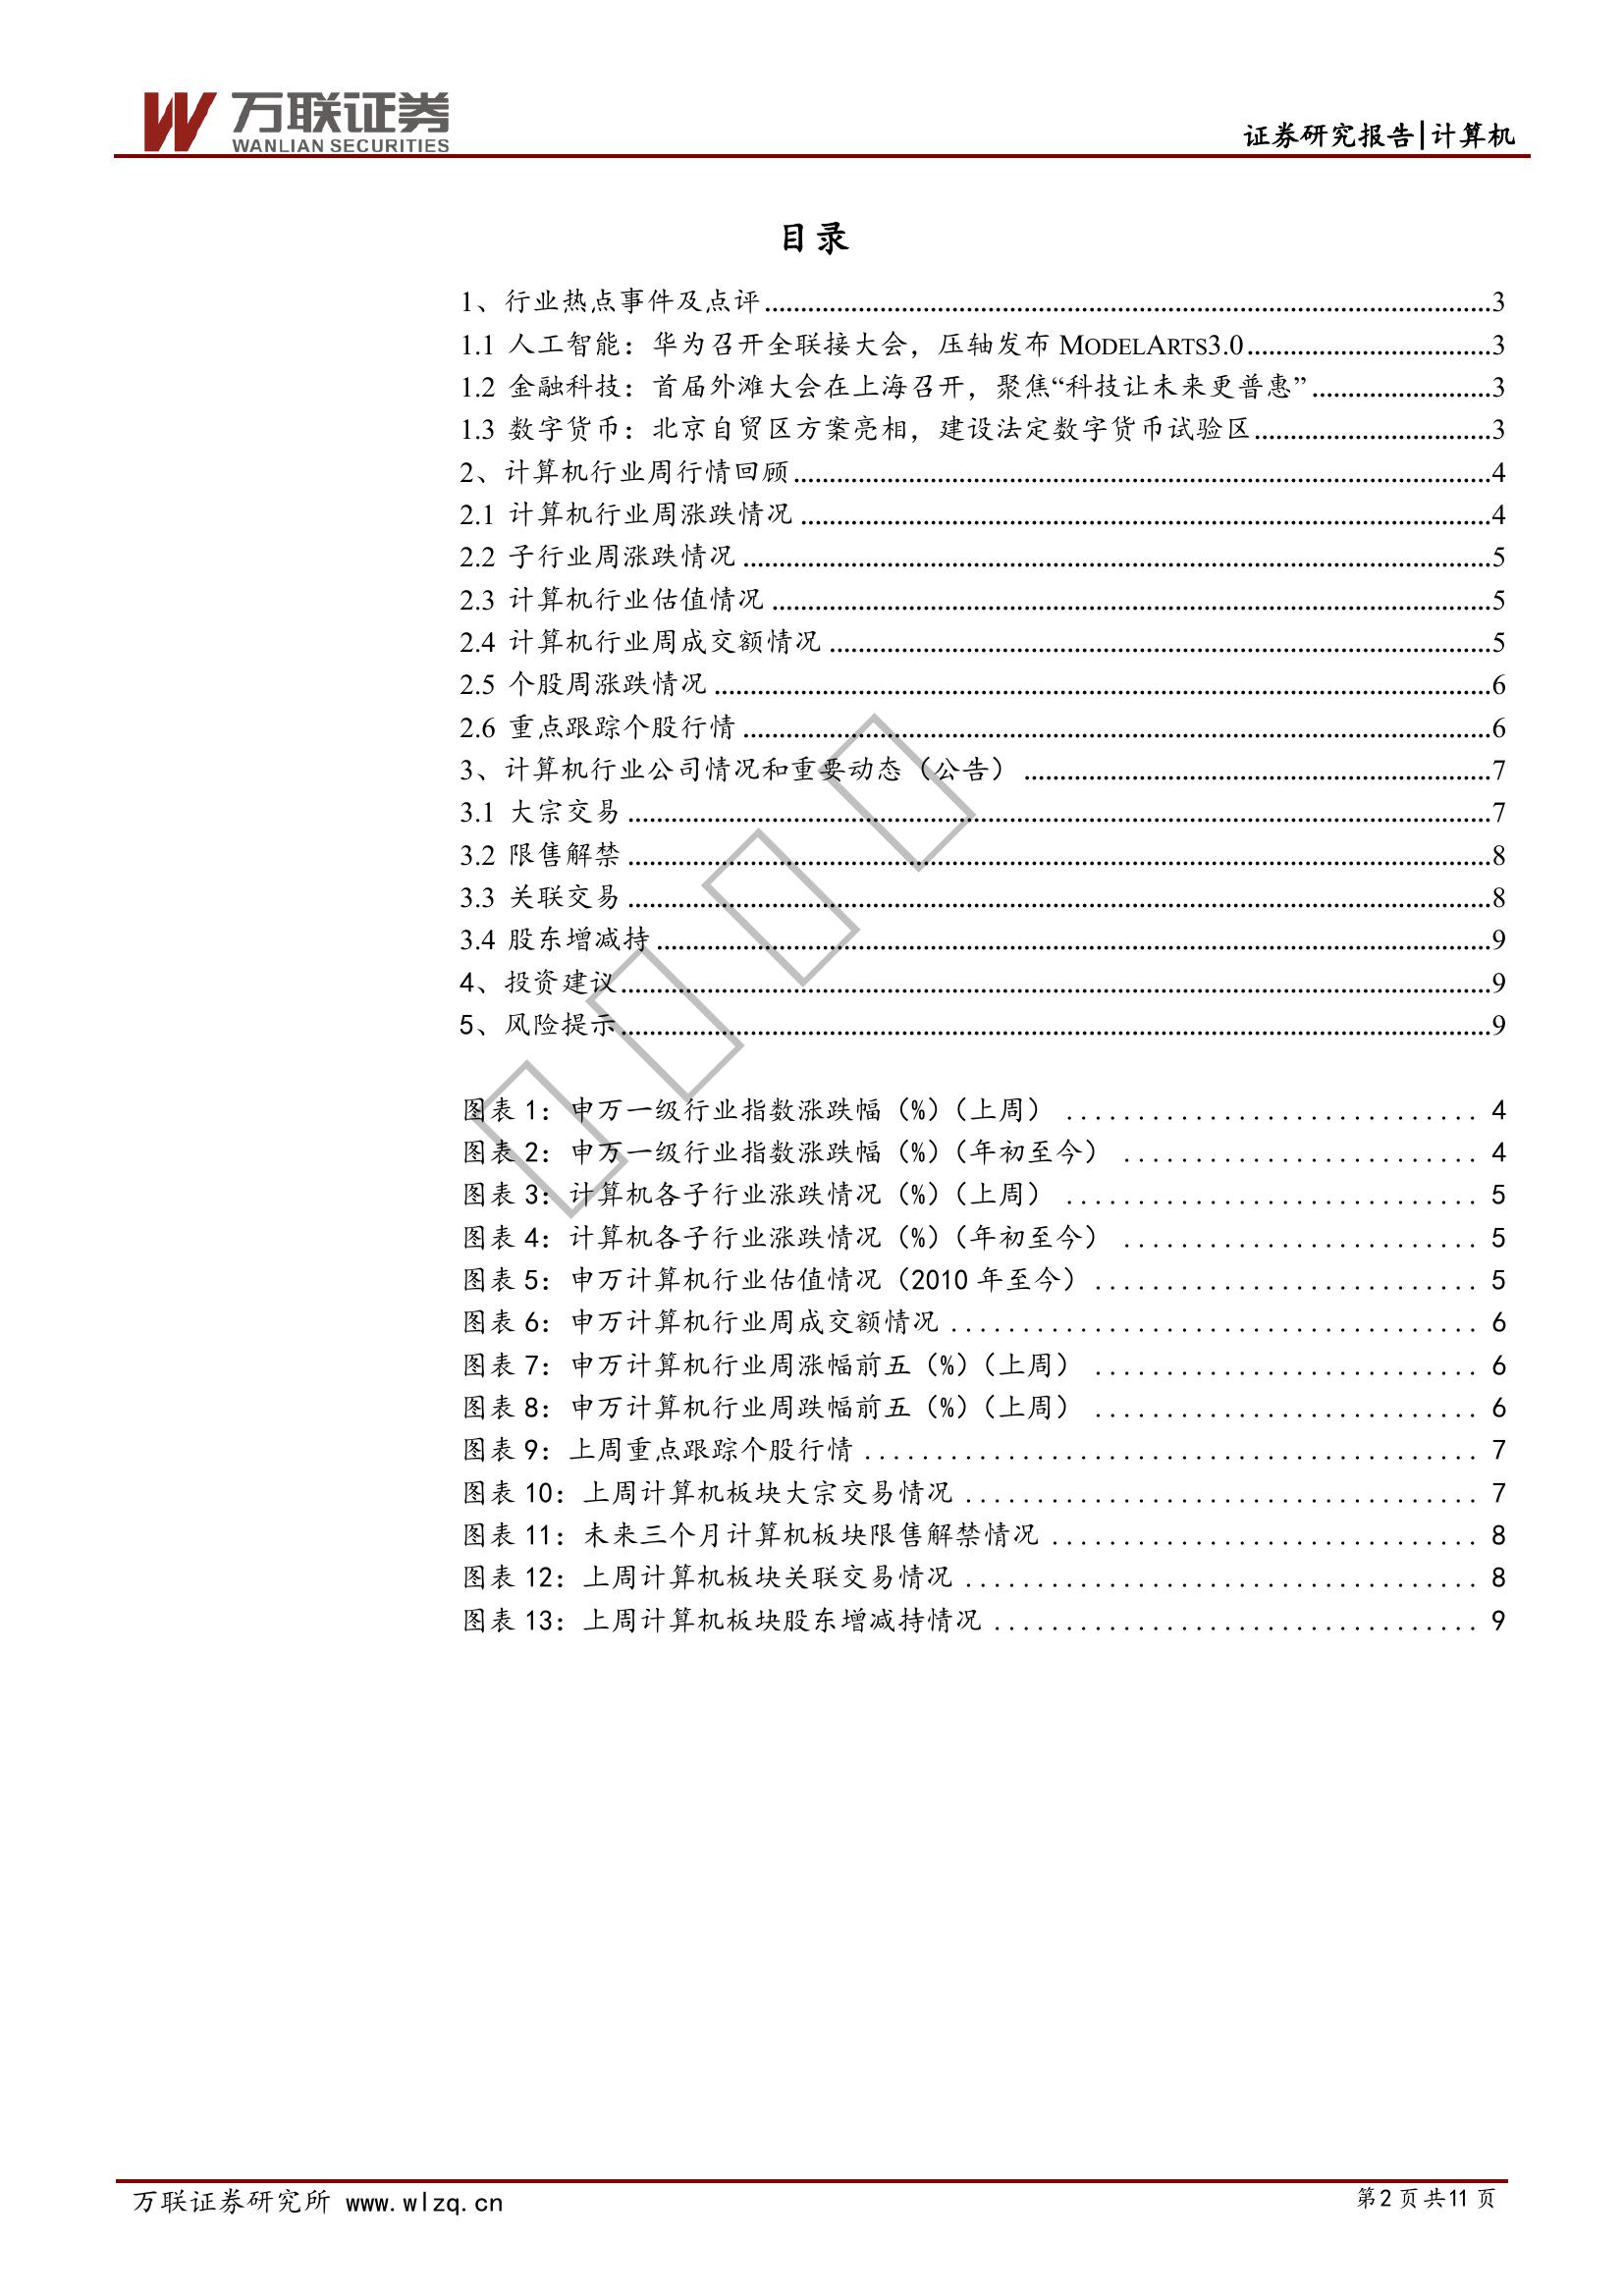 万联证券
WANLIAN SECURITIES
证券研究报告|计算机
目录
1、行业热点事件及点评..........3
1.1 人工智能：华为召开全联接大会，压轴发布 MODELARTS3.0..........3
1.2 金融科技：首届外滩大会在上海召开，聚焦“科技让未来更普惠”..........3
1.3 数字货币：北京自贸区方案亮相，建设法定数字货币试验区..........3
2、计算机行业周行情回顾..........4
2.1 计算机行业周涨跌情况..........4
2.2 子行业周涨跌情况..........5
2.3 计算机行业估值情况..........5
2.4 计算机行业周成交额情况..........5
2.5 个股周涨跌情况..........6
2.6 重点跟踪个股行情..........6
3、计算机行业公司情况和重要动态（公告）..........7
3.1 大宗交易..........7
3.2 限售解禁..........8
3.3 关联交易..........8
3.4 股东增减持..........9
4、投资建议..........9
5、风险提示..........9
图表 1：申万一级行业指数涨跌幅（%）（上周）.......... 4
图表 2：申万一级行业指数涨跌幅（%）（年初至今）.......... 4
图表 3：计算机各子行业涨跌情况（%）（上周）.......... 5
图表 4：计算机各子行业涨跌情况（%）（年初至今）.......... 5
图表 5：申万计算机行业估值情况（2010 年至今）.......... 5
图表 6：申万计算机行业周成交额情况.......... 6
图表 7：申万计算机行业周涨幅前五（%）（上周）.......... 6
图表 8：申万计算机行业周跌幅前五（%）（上周）.......... 6
图表 9：上周重点跟踪个股行情.......... 7
图表 10：上周计算机板块大宗交易情况.......... 7
图表 11：未来三个月计算机板块限售解禁情况.......... 8
图表 12：上周计算机板块关联交易情况.......... 8
图表 13：上周计算机板块股东增减持情况.......... 9
万联证券研究所 www.wlzq.cn
第2 页 共11 页